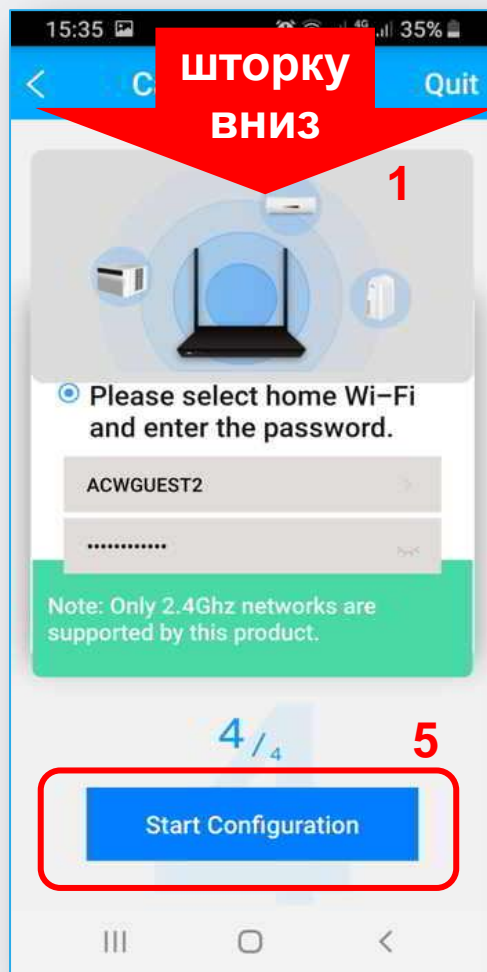 15:35 4G 35%
шторку
вниз
Quit
1
Please select home Wi-Fi
and enter the password.
ACWGUEST2
••••••••••••
Note: Only 2.4Ghz networks are
supported by this product.
4/4
5
Start Configuration